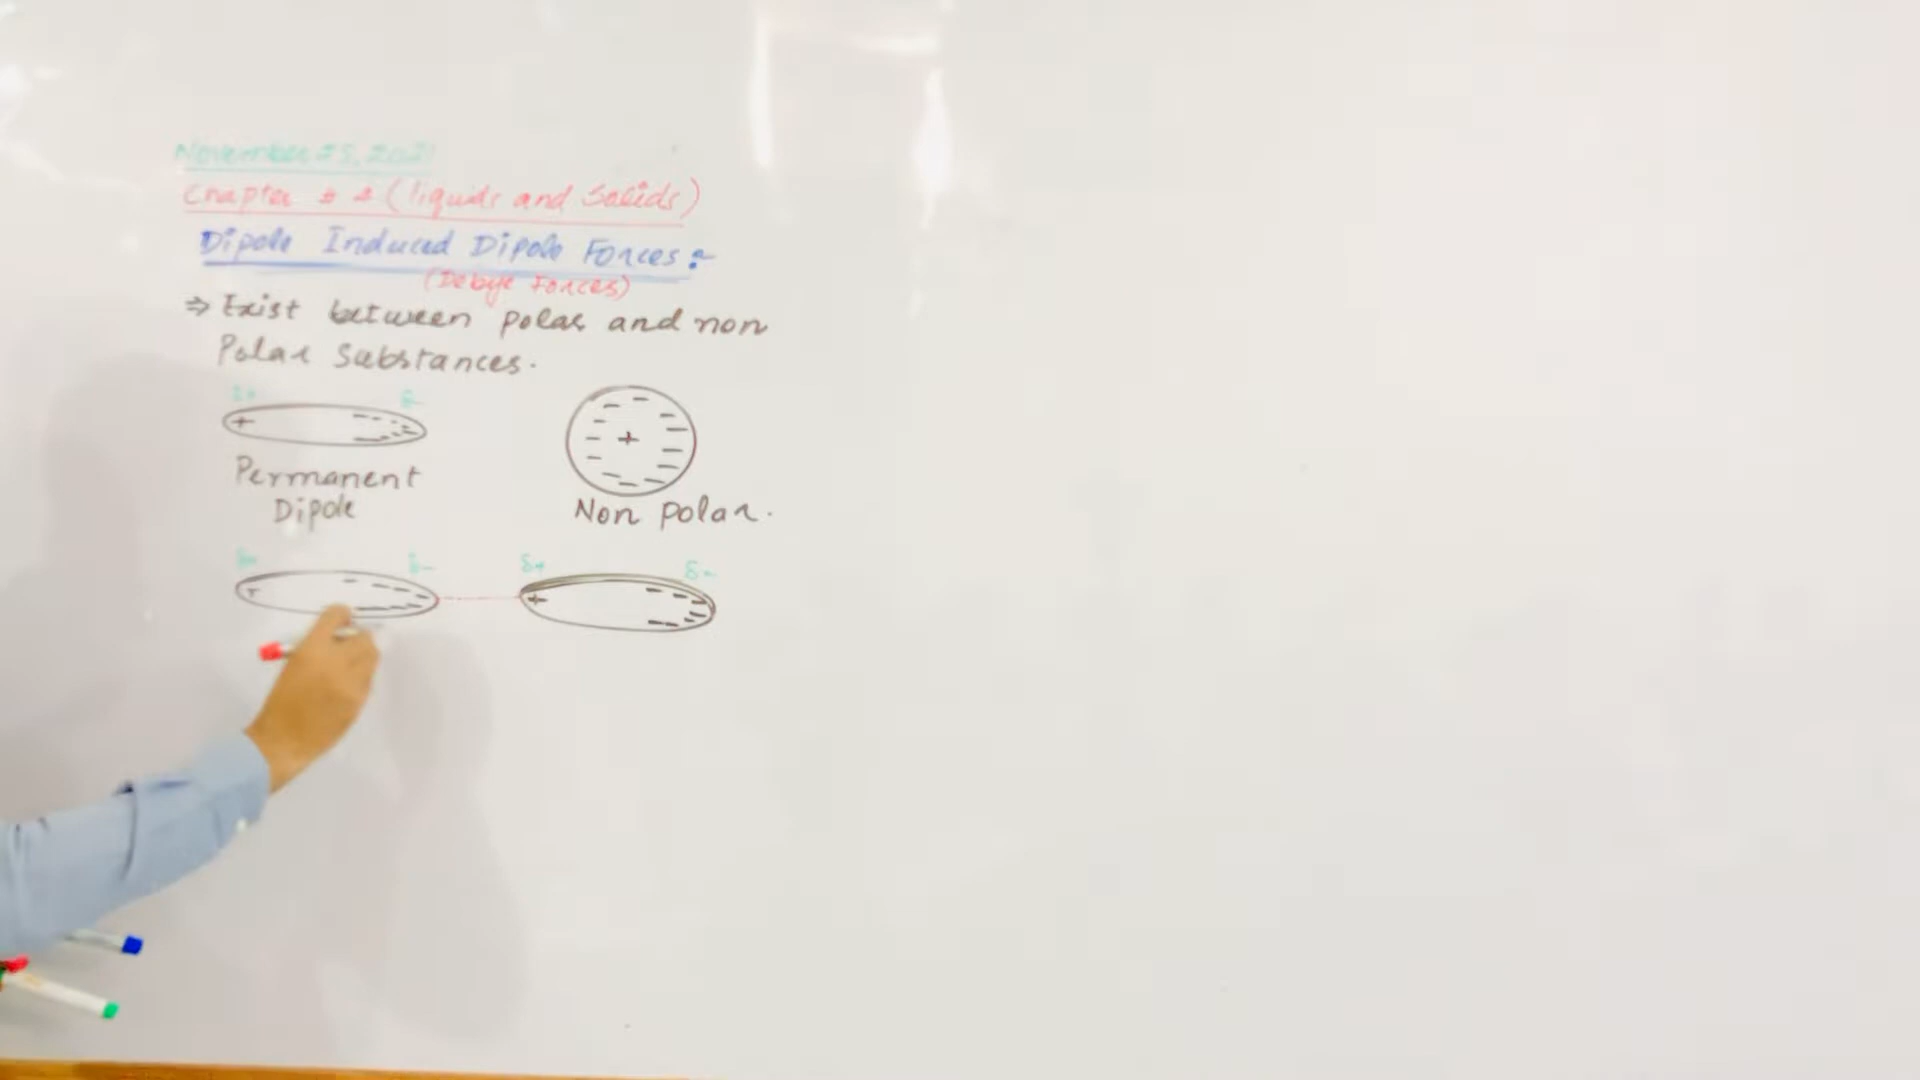 November 25, 2021
Chapter # 4 (liquids and Solids)
Dipole Induced Dipole Forces:-
(Debye Forces)
⇒ Exist between polar and non
Polar Substances.
δ+ δ-
+
+
Permanent
Dipole
Non polar.
δ+ δ- δ+ δ-
+ +